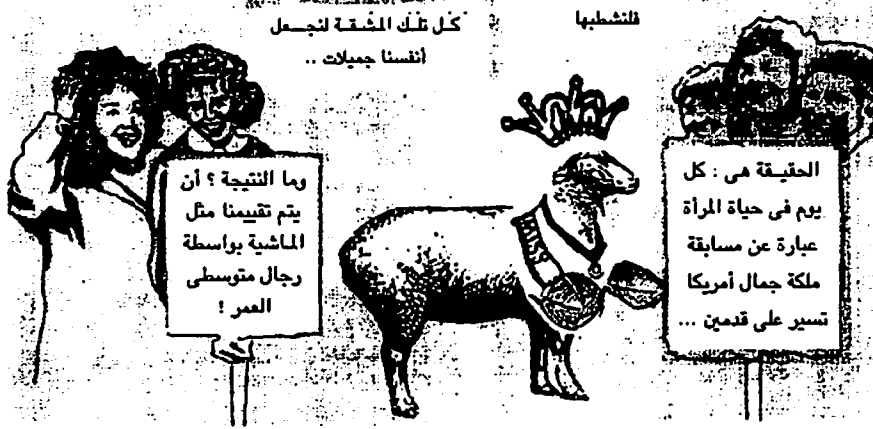 فلنشطبها
كل تلك المشقة لنجعل
أنفسنا جميلات ..
الحقيقة هى : كل
يوم فى حياة المرأة
عبارة عن مسابقة
ملكة جمال أمريكا
تسير على قدمين ...
وما النتيجة ؟ أن
يتم تقييمنا مثل
الماشية بواسطة
رجال متوسطى
العمر !
MISS